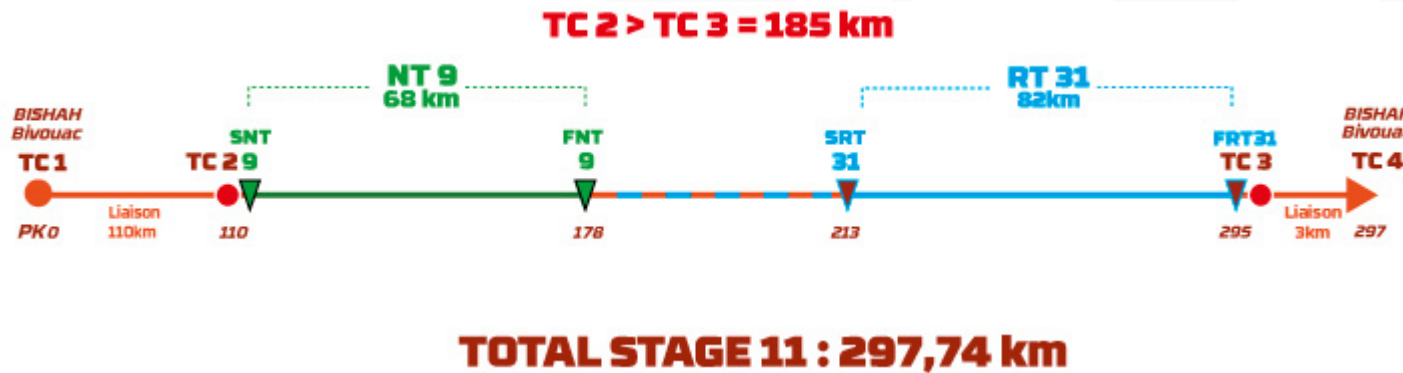 TC 2 > TC 3 = 185 km
NT 9
68 km
RT 31
82km
BISHAH
Bivouac
TC 1
TC 2
SNT
9
FNT
9
SRT
31
FRT31
TC 3
BISHAH
Bivouac
TC 4
Liaison
110km
Liaison
3km
PK0
110
178
213
295
297
TOTAL STAGE 11 : 297,74 km